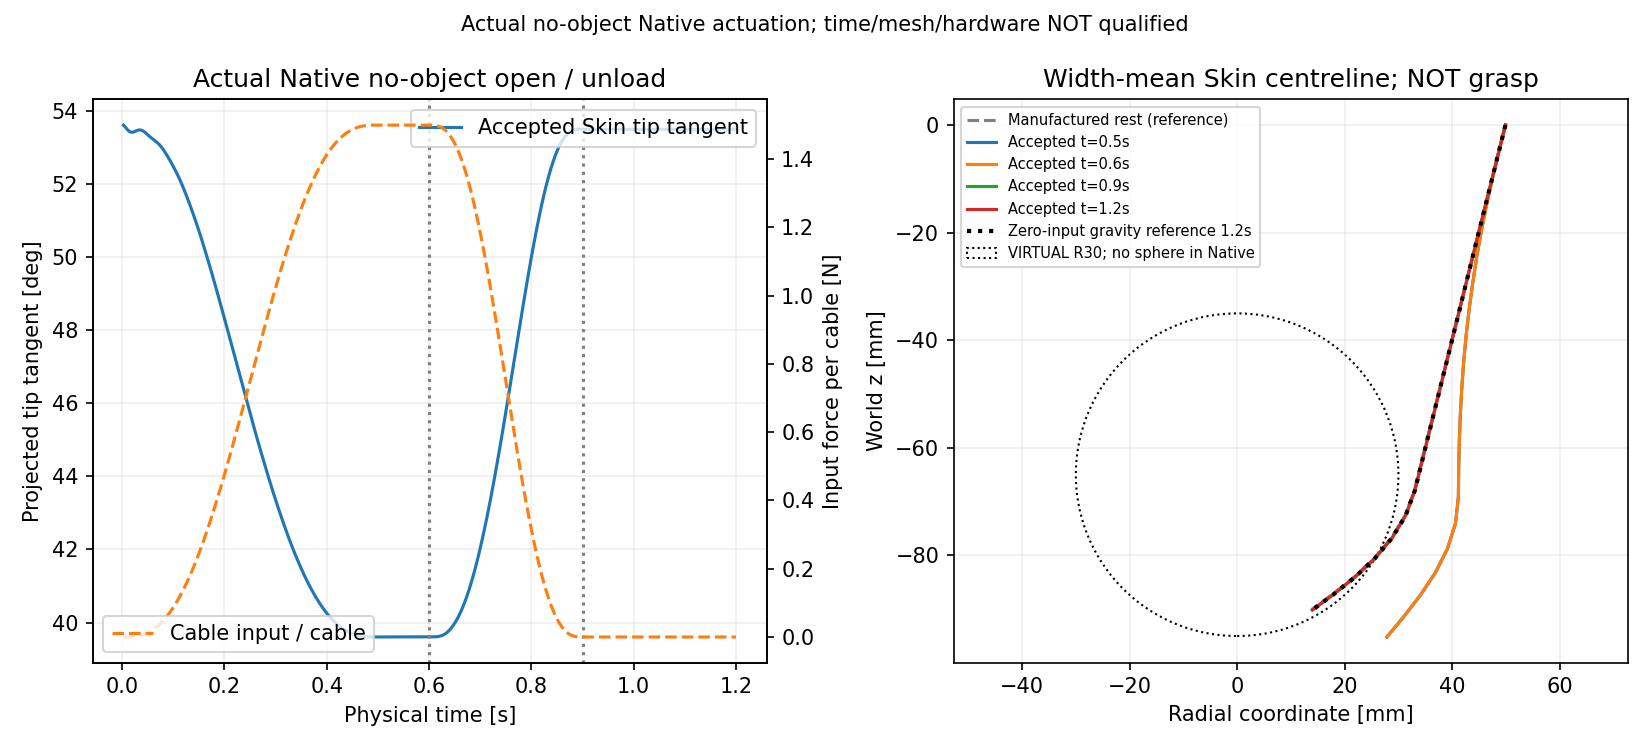 Actual no-object Native actuation; time/mesh/hardware NOT qualified
Actual Native no-object open / unload
Projected tip tangent [deg]
54
52
50
48
46
44
42
40
Accepted Skin tip tangent
Cable input / cable
0.0
0.2
0.4
0.6
0.8
1.0
1.2
Physical time [s]
1.4
1.2
1.0
0.8
0.6
0.4
0.2
0.0
Input force per cable [N]
Width-mean Skin centreline; NOT grasp
World z [mm]
0
−20
−40
−60
−80
Manufactured rest (reference)
Accepted t=0.5s
Accepted t=0.6s
Accepted t=0.9s
Accepted t=1.2s
Zero-input gravity reference 1.2s
VIRTUAL R30; no sphere in Native
−40
−20
0
20
40
60
Radial coordinate [mm]